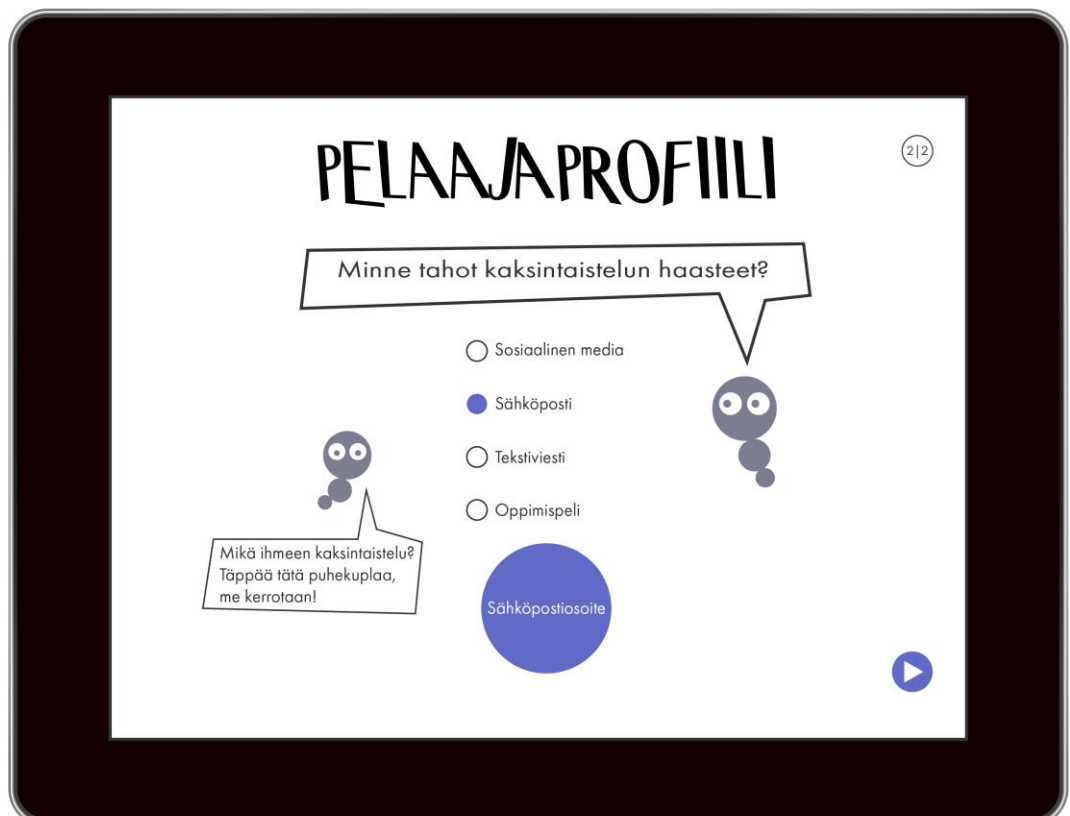 PELAAJAPROFIILI
2|2
Minne tahot kaksintaistelun haasteet?
Sosiaalinen media
Sähköposti
Tekstiviesti
Oppimispeli
Mikä ihmeen kaksintaistelu?
Täppää tätä puhekuplaa,
me kerrotaan!
Sähköpostiosoite